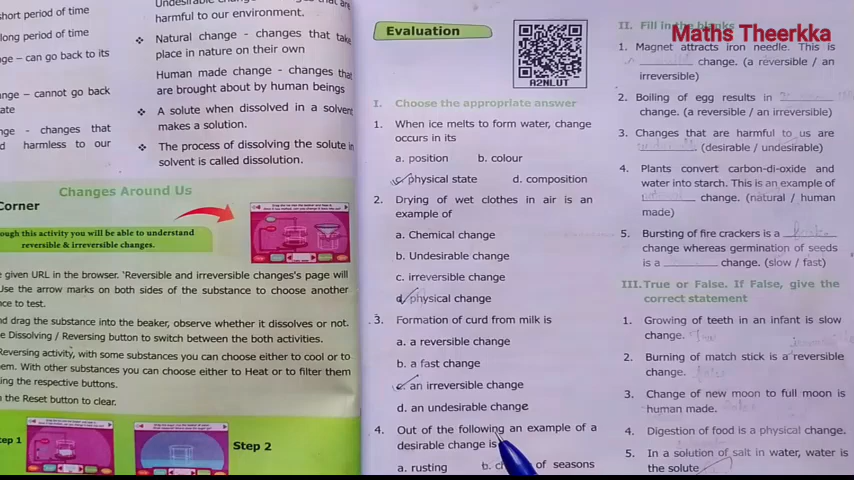 short period of time
long period of time
ge – can go back to its
nge – cannot go back
ate
nge - changes that
d harmless to our
harmful to our environment.
❖ Natural change - changes that take
place in nature on their own
Human made change - changes that
are brought about by human beings
❖ A solute when dissolved in a solvent
makes a solution.
❖ The process of dissolving the solute in
solvent is called dissolution.
Changes Around Us
Corner
ough this activity you will be able to understand
reversible & irreversible changes.
e given URL in the browser. 'Reversible and irreversible changes's page will
Use the arrow marks on both sides of the substance to choose another
nce to test.
nd drag the substance into the beaker, observe whether it dissolves or not.
e Dissolving / Reversing button to switch between the both activities.
Reversing activity, with some substances you can choose either to cool or to
em. With other substances you can choose either to Heat or to filter them
ing the respective buttons.
n the Reset button to clear.
ep 1
Step 2
Evaluation
A2NLUT
I. Choose the appropriate answer
1. When ice melts to form water, change
occurs in its
a. position b. colour
c. physical state d. composition
2. Drying of wet clothes in air is an
example of
a. Chemical change
b. Undesirable change
c. irreversible change
d. physical change
3. Formation of curd from milk is
a. a reversible change
b. a fast change
c. an irreversible change
d. an undesirable change
4. Out of the following an example of a
desirable change is
a. rusting b. of seasons
Maths Theerkka
II. Fill in the blanks
1. Magnet attracts iron needle. This is
change. (a reversible / an
irreversible)
2. Boiling of egg results in
change. (a reversible / an irreversible)
3. Changes that are harmful to us are
(desirable / undesirable)
4. Plants convert carbon-di-oxide and
water into starch. This is an example of
change. (natural / human
made)
5. Bursting of fire crackers is a
change whereas germination of seeds
is a change. (slow / fast)
III. True or False. If False, give the
correct statement
1. Growing of teeth in an infant is slow
change.
2. Burning of match stick is a reversible
change.
3. Change of new moon to full moon is
human made.
4. Digestion of food is a physical change.
5. In a solution of salt in water, water is
the solute